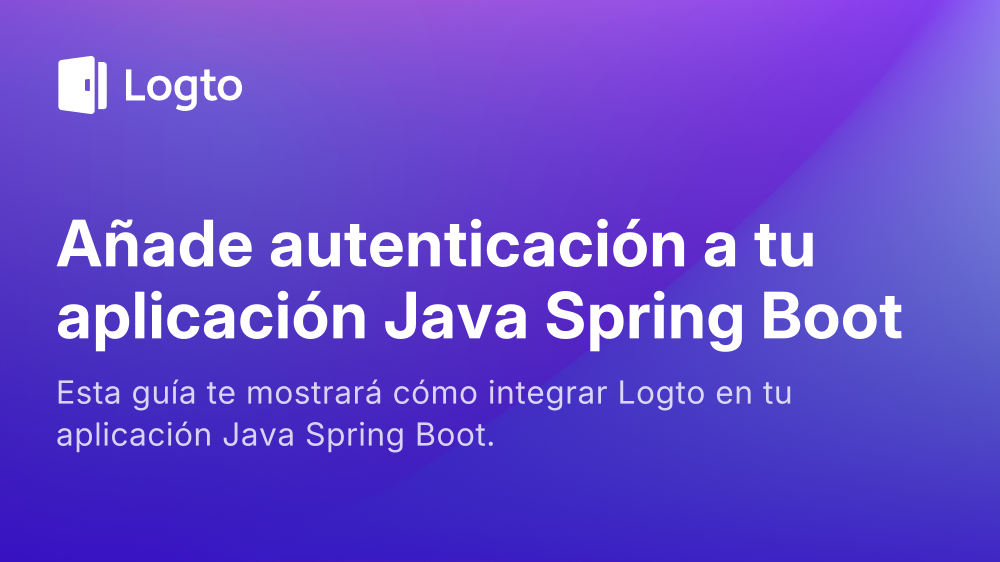 Logto
Añade autenticación a tu
aplicación Java Spring Boot
Esta guía te mostrará cómo integrar Logto en tu
aplicación Java Spring Boot.